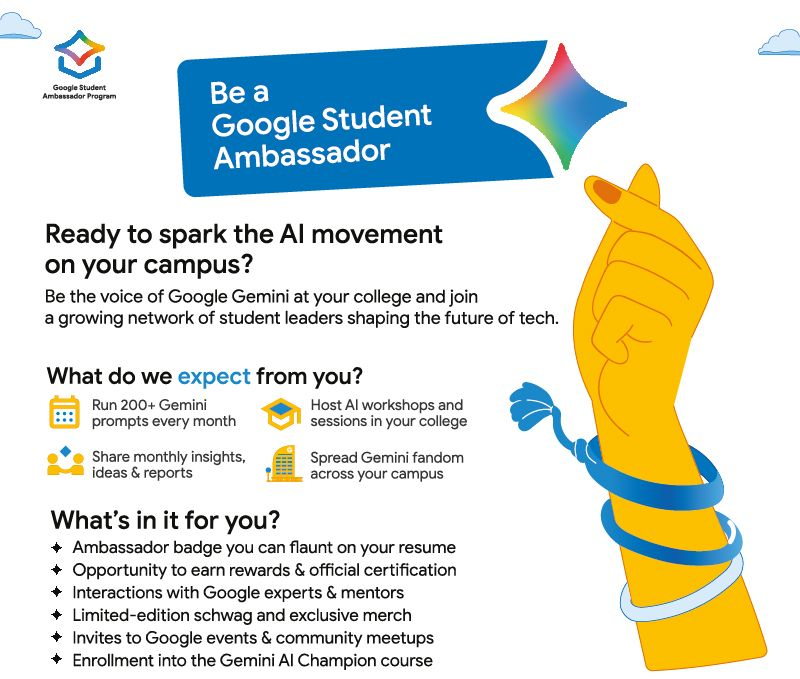 Google Student
Ambassador Program
Be a
Google Student
Ambassador
Ready to spark the AI movement
on your campus?
Be the voice of Google Gemini at your college and join
a growing network of student leaders shaping the future of tech.
What do we expect from you?
Run 200+ Gemini
prompts every month
Host AI workshops and
sessions in your college
Share monthly insights,
ideas & reports
Spread Gemini fandom
across your campus
What's in it for you?
Ambassador badge you can flaunt on your resume
Opportunity to earn rewards & official certification
Interactions with Google experts & mentors
Limited-edition schwag and exclusive merch
Invites to Google events & community meetups
Enrollment into the Gemini AI Champion course